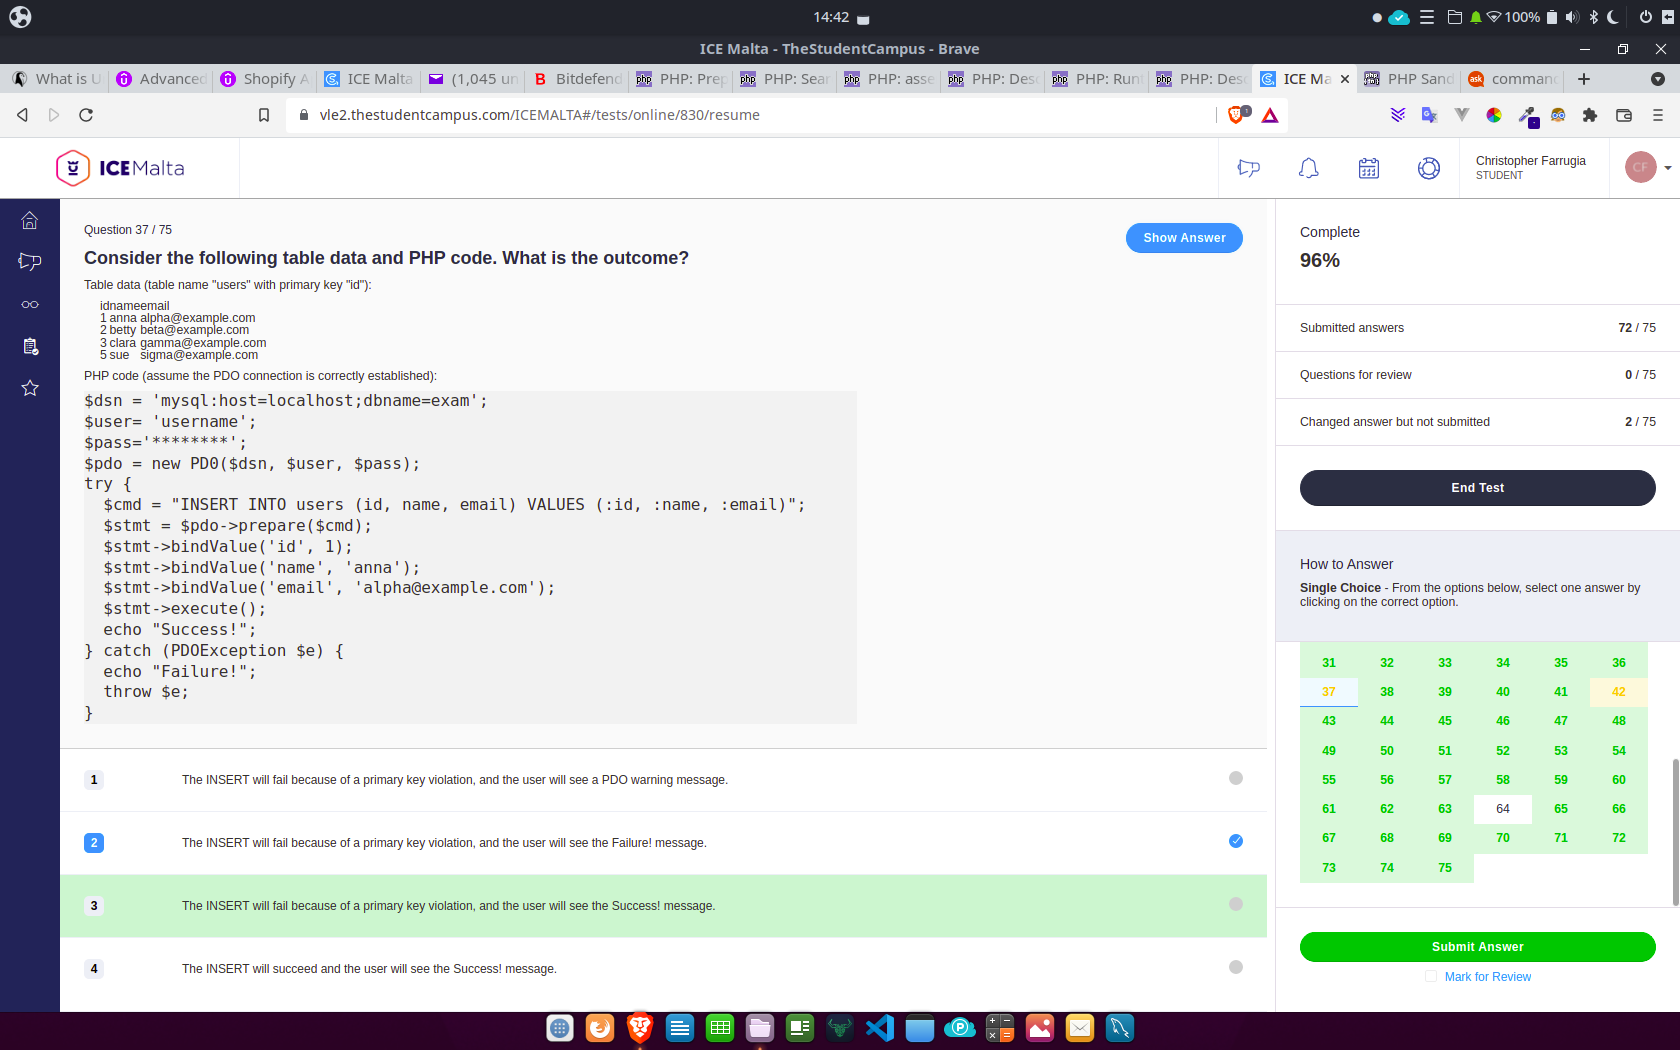 14:42
100%
ICE Malta - TheStudentCampus - Brave
What is U
Advanced
Shopify A
ICE Malta
(1,045 un
Bitdefend
PHP: Prep
PHP: Sear
PHP: asse
PHP: Desc
PHP: Run
PHP: Desc
ICE Ma
PHP Sand
command
vle2.thestudentcampus.com/ICEMALTA#/tests/online/830/resume
ICEMalta
Christopher Farrugia
STUDENT
CF
Question 37 / 75
Show Answer
Consider the following table data and PHP code. What is the outcome?
Table data (table name "users" with primary key "id"):
idnameemail
1 anna alpha@example.com
2 betty beta@example.com
3 clara gamma@example.com
5 sue sigma@example.com
PHP code (assume the PDO connection is correctly established):
$dsn = 'mysql:host=localhost;dbname=exam';
$user= 'username';
$pass='********';
$pdo = new PD0($dsn, $user, $pass);
try {
$cmd = "INSERT INTO users (id, name, email) VALUES (:id, :name, :email)";
$stmt = $pdo->prepare($cmd);
$stmt->bindValue('id', 1);
$stmt->bindValue('name', 'anna');
$stmt->bindValue('email', 'alpha@example.com');
$stmt->execute();
echo "Success!";
} catch (PDOException $e) {
echo "Failure!";
throw $e;
}
1 The INSERT will fail because of a primary key violation, and the user will see a PDO warning message.
2 The INSERT will fail because of a primary key violation, and the user will see the Failure! message.
3 The INSERT will fail because of a primary key violation, and the user will see the Success! message.
4 The INSERT will succeed and the user will see the Success! message.
Complete
96%
Submitted answers 72 / 75
Questions for review 0 / 75
Changed answer but not submitted 2 / 75
End Test
How to Answer
Single Choice - From the options below, select one answer by
clicking on the correct option.
31 32 33 34 35 36
37 38 39 40 41 42
43 44 45 46 47 48
49 50 51 52 53 54
55 56 57 58 59 60
61 62 63 64 65 66
67 68 69 70 71 72
73 74 75
Submit Answer
Mark for Review